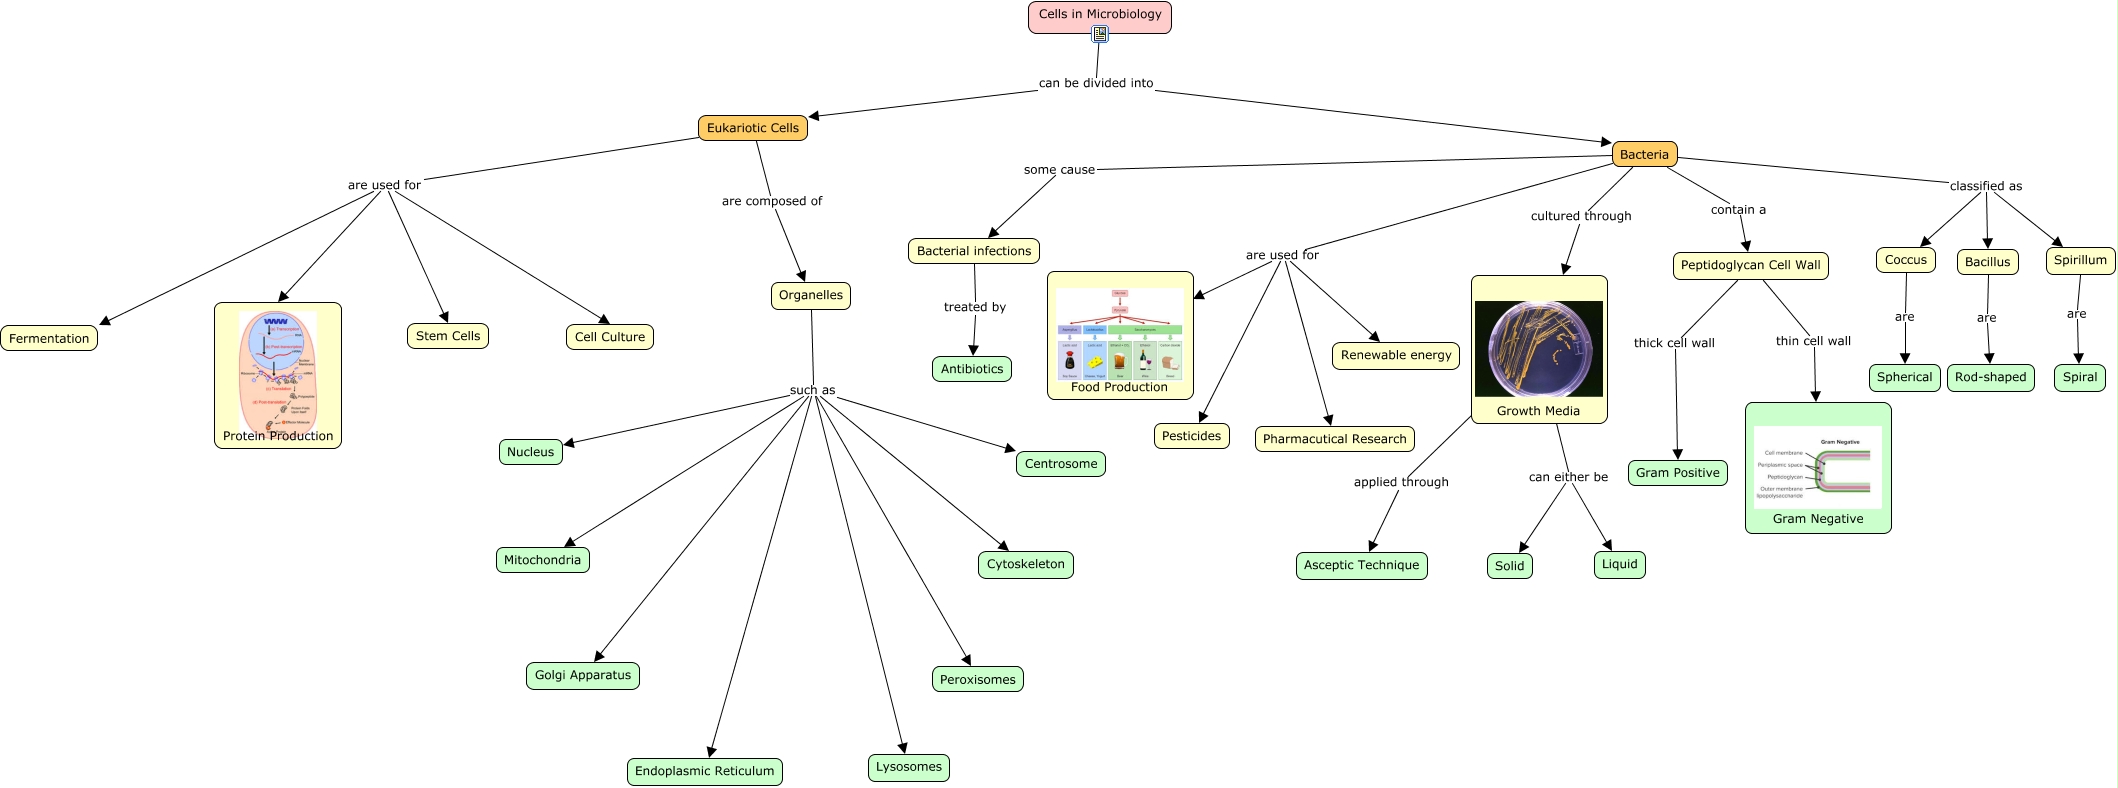 Cells in Microbiology
can be divided into
Eukariotic Cells
Bacteria
are used for
are composed of
some cause
are used for
cultured through
contain a
classified as
Fermentation
Protein Production
Stem Cells
Cell Culture
Organelles
such as
Nucleus
Mitochondria
Golgi Apparatus
Endoplasmic Reticulum
Lysosomes
Peroxisomes
Cytoskeleton
Centrosome
Bacterial infections
treated by
Antibiotics
Food Production
Pesticides
Pharmacutical Research
Renewable energy
Growth Media
applied through
Asceptic Technique
can either be
Solid
Liquid
Peptidoglycan Cell Wall
thick cell wall
Gram Positive
thin cell wall
Gram Negative
Cell membrane
Periplasmic space
Peptidoglycan
Outer membrane
lipopolysaccharide
Gram Negative
Coccus
are
Spherical
Bacillus
are
Rod-shaped
Spirillum
are
Spiral